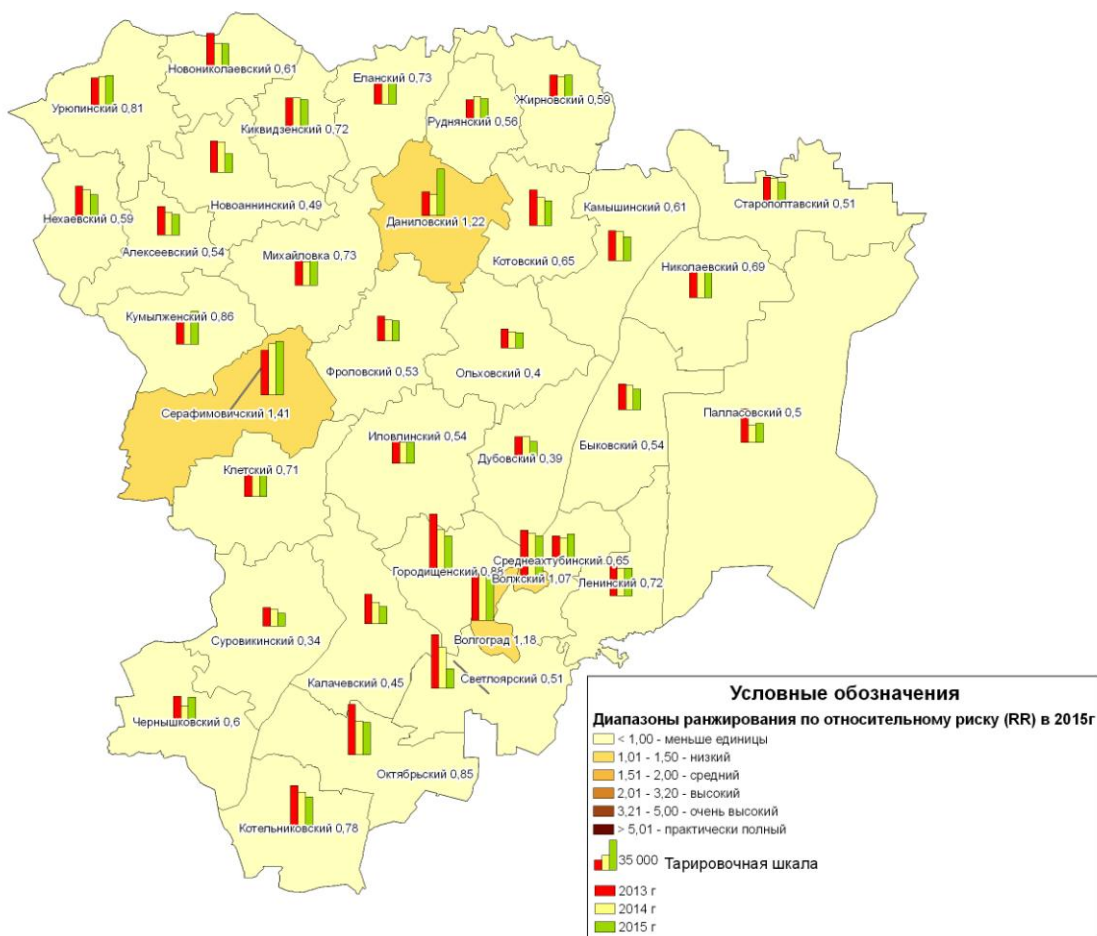 Новониколаевский 0,61
Урюпинский 0,81
Еланский 0,73
Киквидзенский 0,72
Руднянский 0,56
Жирновский 0,59
Нехаевский 0,59
Новоаннинский 0,49
Алексеевский 0,54
Даниловский 1,22
Камышинский 0,61
Старополтавский 0,51
Михайловка 0,73
Котовский 0,65
Николаевский 0,69
Кумылженский 0,86
Фроловский 0,53
Ольховский 0,4
Серафимовичский 1,41
Палласовский 0,5
Иловлинский 0,54
Дубовский 0,39
Быковский 0,54
Клетский 0,71
Городищенский 0,88
Среднеахтубинский 0,65
Волжский 1,07
Ленинский 0,72
Суровикинский 0,34
Волгоград 1,18
Калачевский 0,45
Светлоярский 0,51
Чернышковский 0,6
Октябрьский 0,85
Котельниковский 0,78
Условные обозначения
Диапазоны ранжирования по относительному риску (RR) в 2015г
< 1,00 - меньше единицы
1,01 - 1,50 - низкий
1,51 - 2,00 - средний
2,01 - 3,20 - высокий
3,21 - 5,00 - очень высокий
> 5,01 - практически полный
35 000 Тарировочная шкала
2013 г
2014 г
2015 г